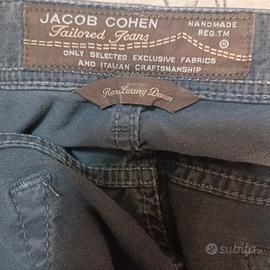 JACOB COHEN
HANDMADE
Tailored Jeans
REG.TM
®
ONLY SELECTED EXCLUSIVE FABRICS
AND ITALIAN CRAFTSMANSHIP
Rare Luxury Denim
subito